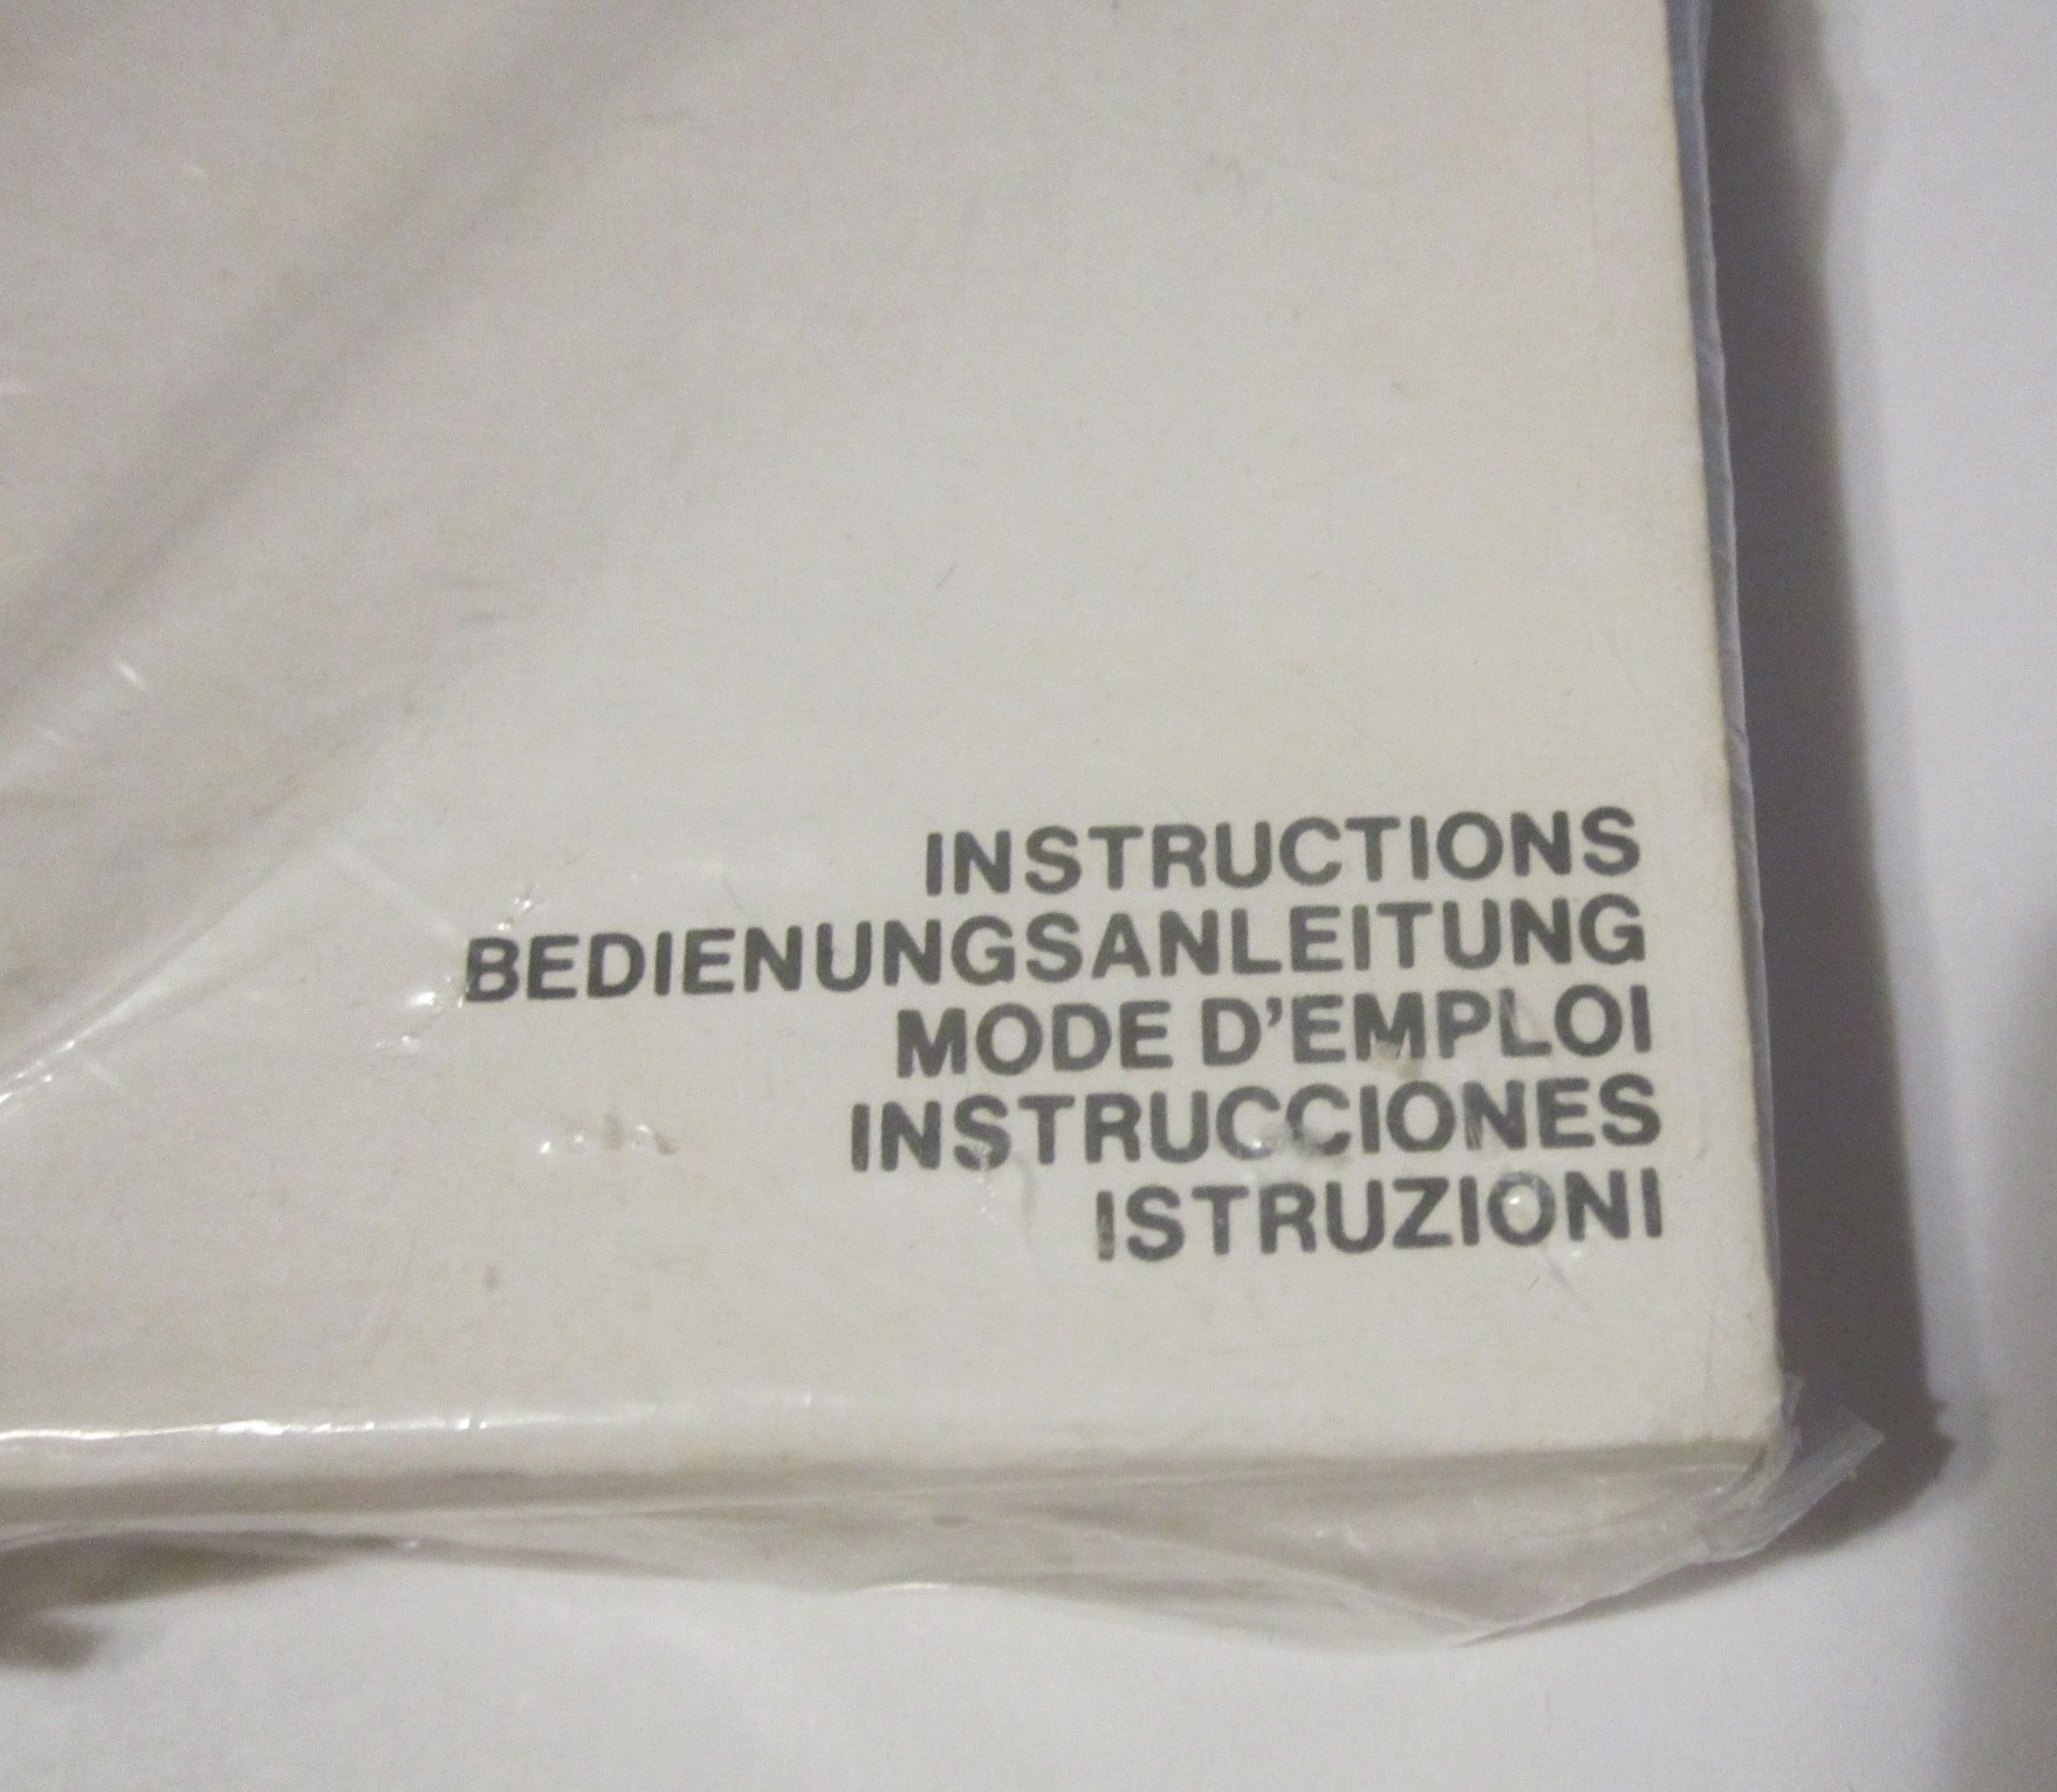 INSTRUCTIONS
BEDIENUNGSANLEITUNG
MODE D'EMPLOI
INSTRUCCIONES
ISTRUZIONI